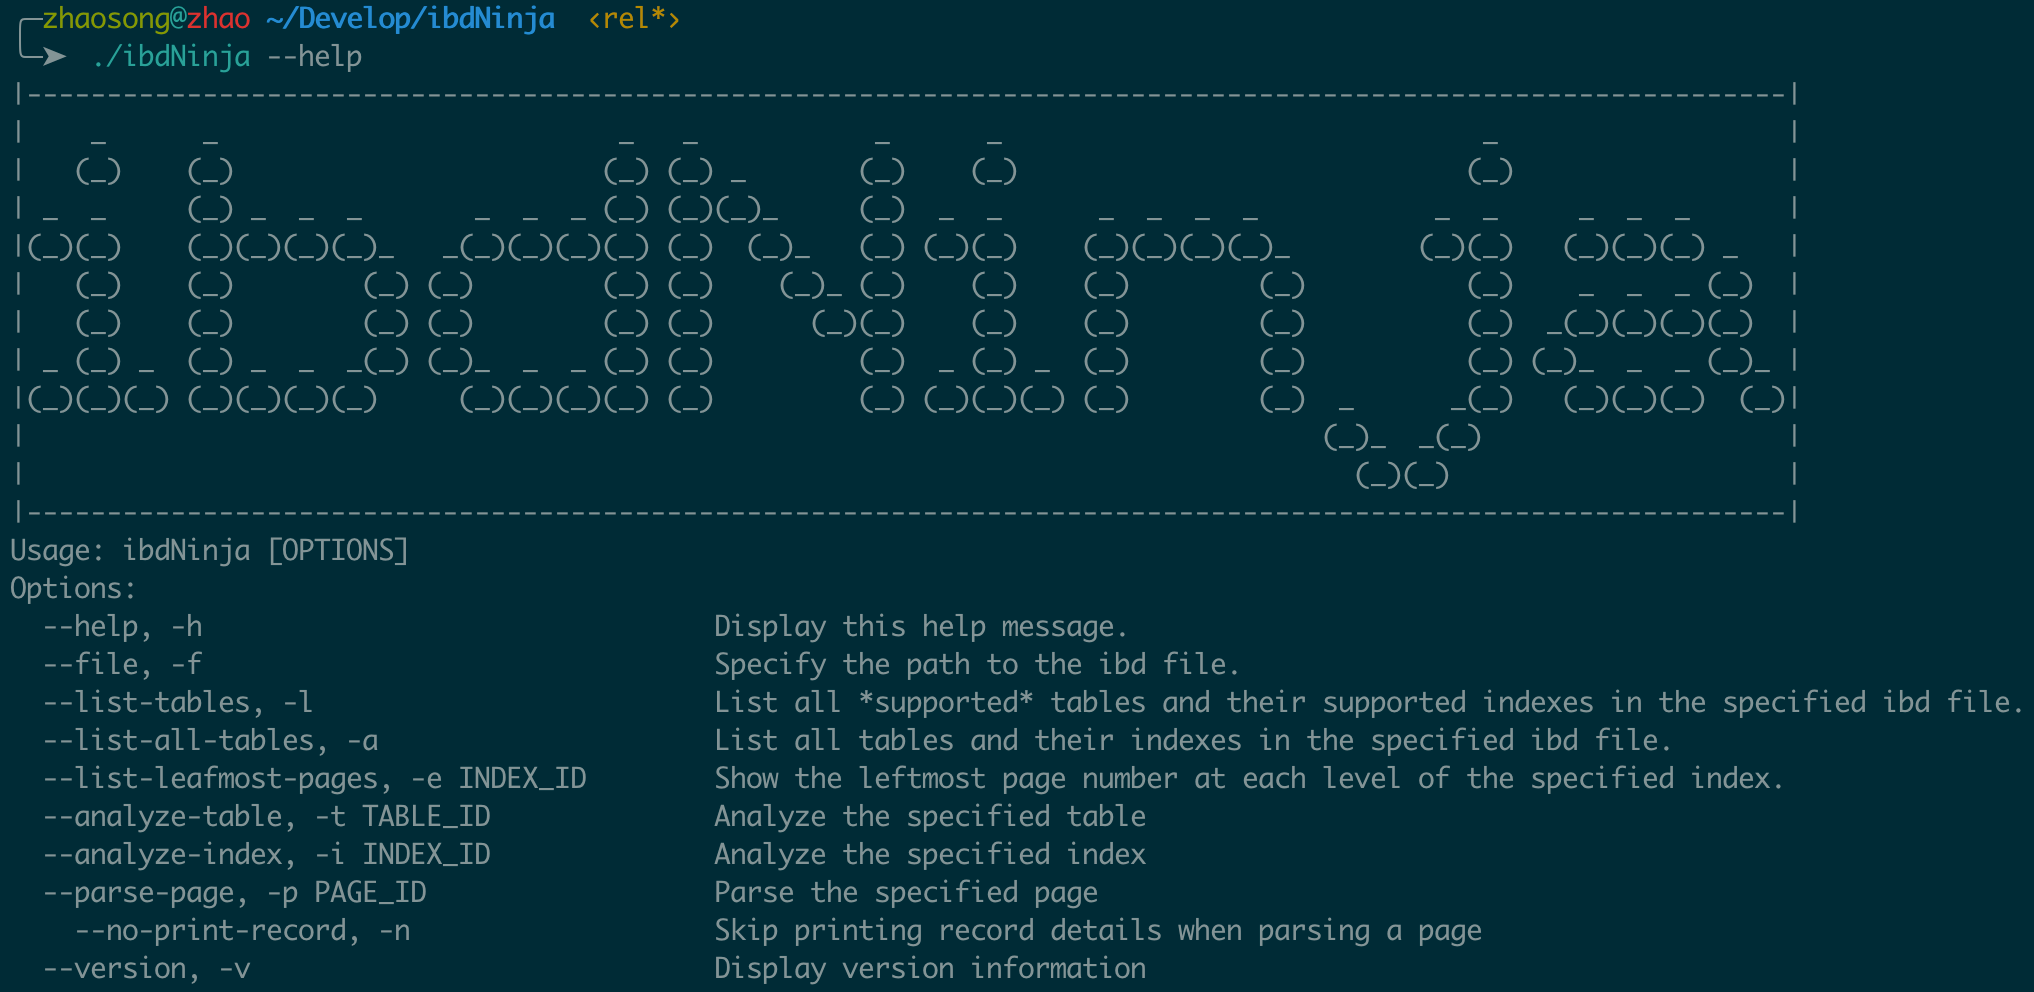 zhaosong@zhao ~/Develop/ibdNinja ‹rel*›
./ibdNinja --help
ibdNinja
Usage: ibdNinja [OPTIONS]
Options:
--help, -h Display this help message.
--file, -f Specify the path to the ibd file.
--list-tables, -l List all *supported* tables and their supported indexes in the specified ibd file.
--list-all-tables, -a List all tables and their indexes in the specified ibd file.
--list-leafmost-pages, -e INDEX_ID Show the leftmost page number at each level of the specified index.
--analyze-table, -t TABLE_ID Analyze the specified table
--analyze-index, -i INDEX_ID Analyze the specified index
--parse-page, -p PAGE_ID Parse the specified page
--no-print-record, -n Skip printing record details when parsing a page
--version, -v Display version information